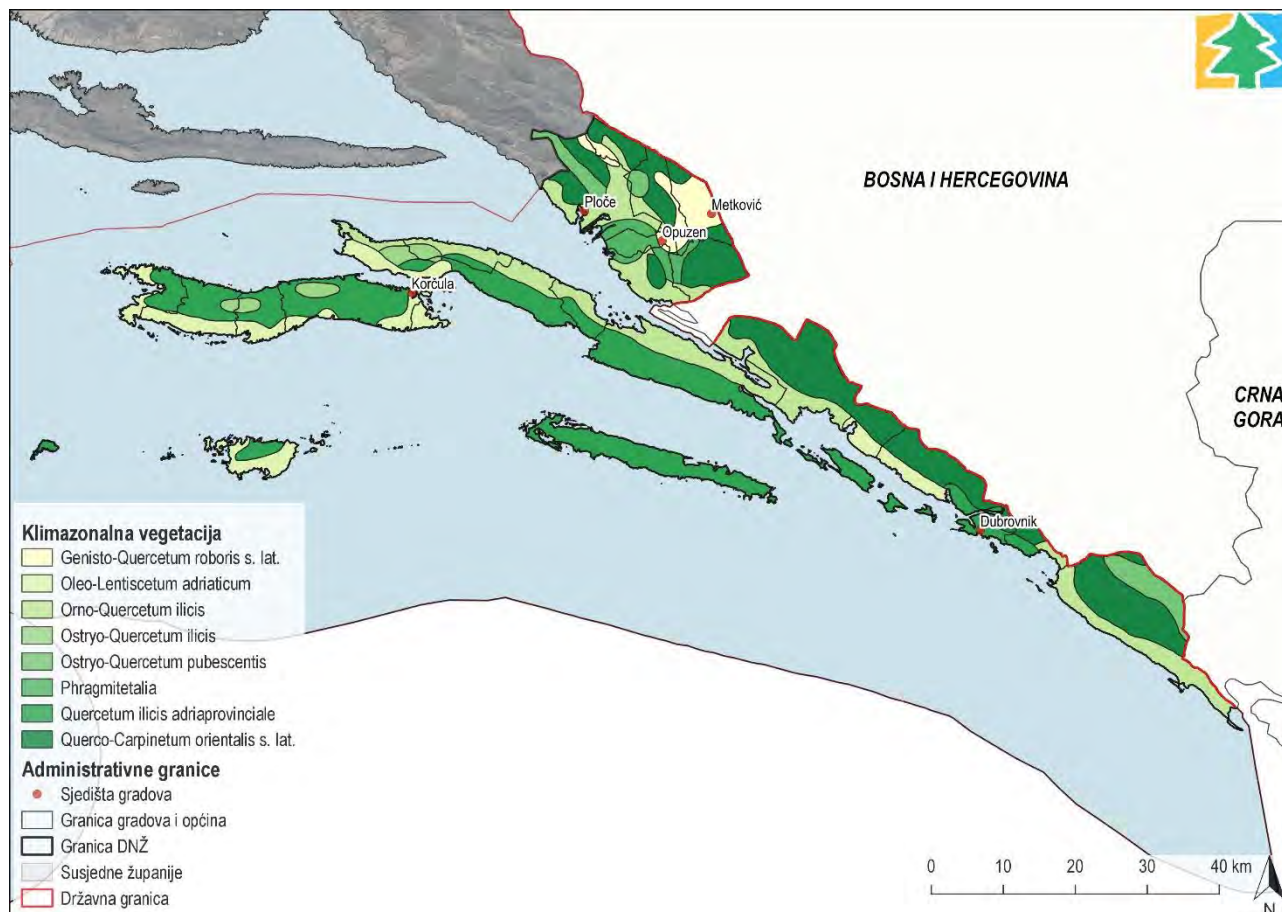 BOSNA I HERCEGOVINA
Ploče
Metković
Opuzen
Korčula
CRNA
GORA
Dubrovnik
Klimazonalna vegetacija
Genisto-Quercetum roboris s. lat.
Oleo-Lentiscetum adriaticum
Orno-Quercetum ilicis
Ostryo-Quercetum ilicis
Ostryo-Quercetum pubescentis
Phragmitetalia
Quercetum ilicis adriaprovinciale
Querco-Carpinetum orientalis s. lat.
Administrativne granice
Sjedišta gradova
Granica gradova i općina
Granica DNŽ
Susjedne županije
Državna granica
0 10 20 30 40 km
N